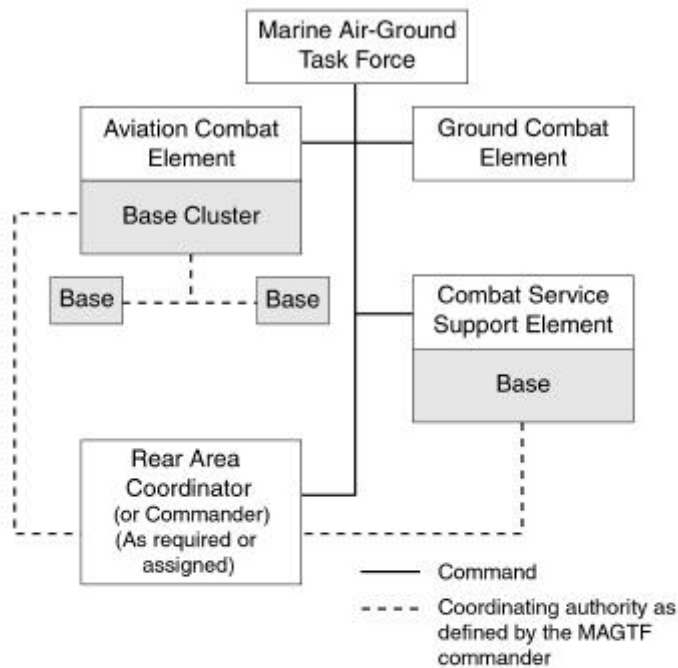 Marine Air-Ground
Task Force
Aviation Combat
Element
Ground Combat
Element
Base Cluster
Base
Base
Combat Service
Support Element
Base
Rear Area
Coordinator
(or Commander)
(As required or
assigned)
Command
Coordinating authority as
defined by the MAGTF
commander